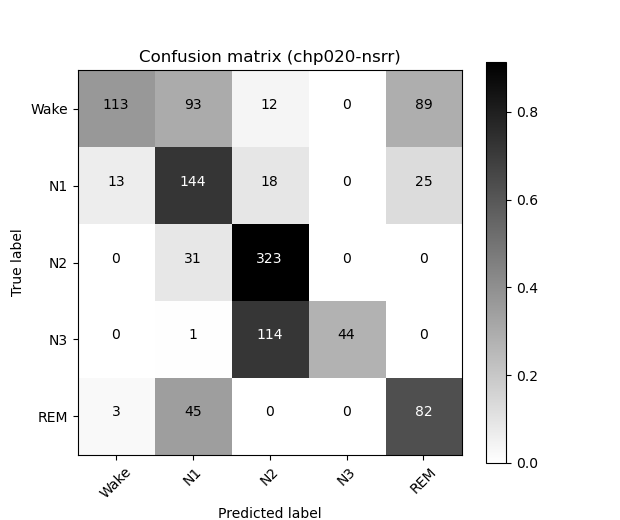 Confusion matrix (chp020-nsrr)
Wake 113 93 12 0 89
N1 13 144 18 0 25
N2 0 31 323 0 0
N3 0 1 114 44 0
REM 3 45 0 0 82
Wake N1 N2 N3 REM
Predicted label
True label
0.8
0.6
0.4
0.2
0.0